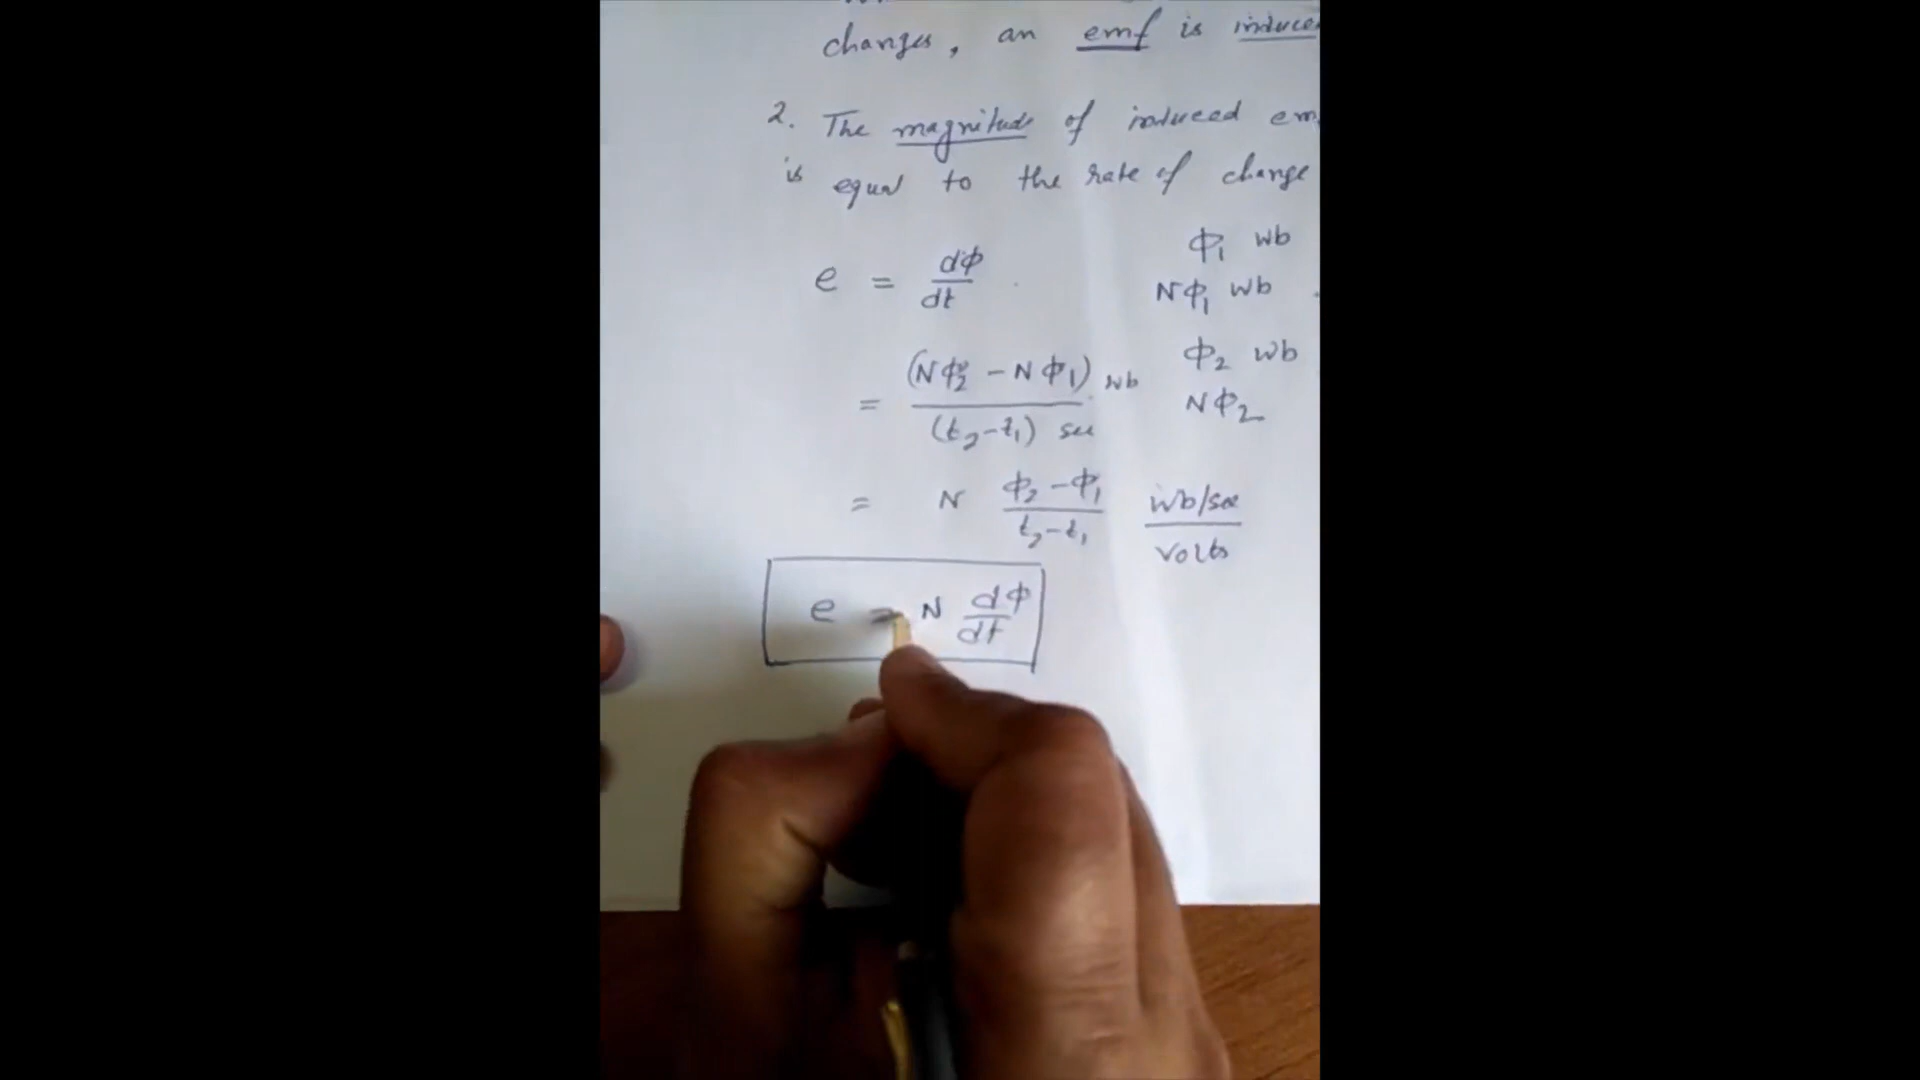 changes, an emf is induce
2. The magnitude of induced em
is equal to the rate of change
e = dφ/dt
φ₁ wb
Nφ₁ wb
φ₂ wb
= (Nφ₂ - Nφ₁) wb / (t₂-t₁) sec
Nφ₂
= N φ₂-φ₁ / t₂-t₁ wb/sec / volts
e = N dφ/dt